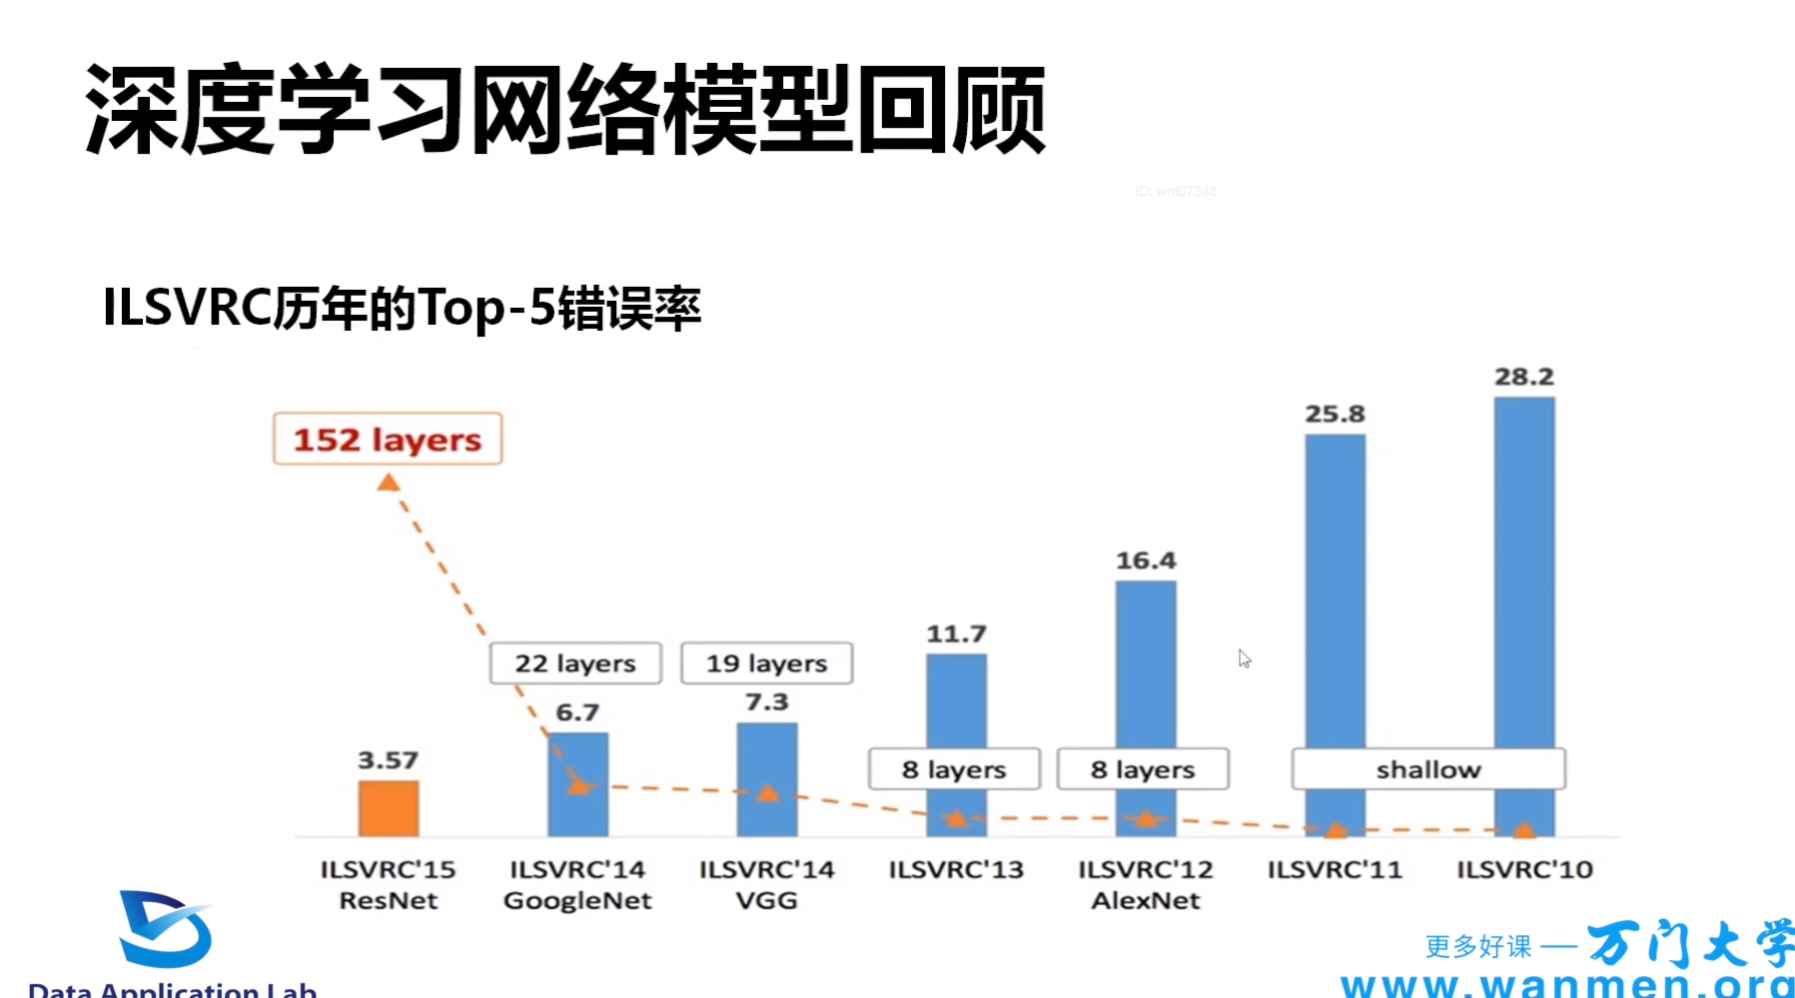 深度学习网络模型回顾
ID: wnl07348
ILSVRC历年的Top-5错误率
28.2
25.8
152 layers
16.4
11.7
22 layers
19 layers
7.3
6.7
3.57
8 layers
8 layers
shallow
ILSVRC'15 ILSVRC'14 ILSVRC'14 ILSVRC'13 ILSVRC'12 ILSVRC'11 ILSVRC'10
ResNet GoogleNet VGG AlexNet
更多好课 — 万门大学
www.wanmen.org
Data Application Lab